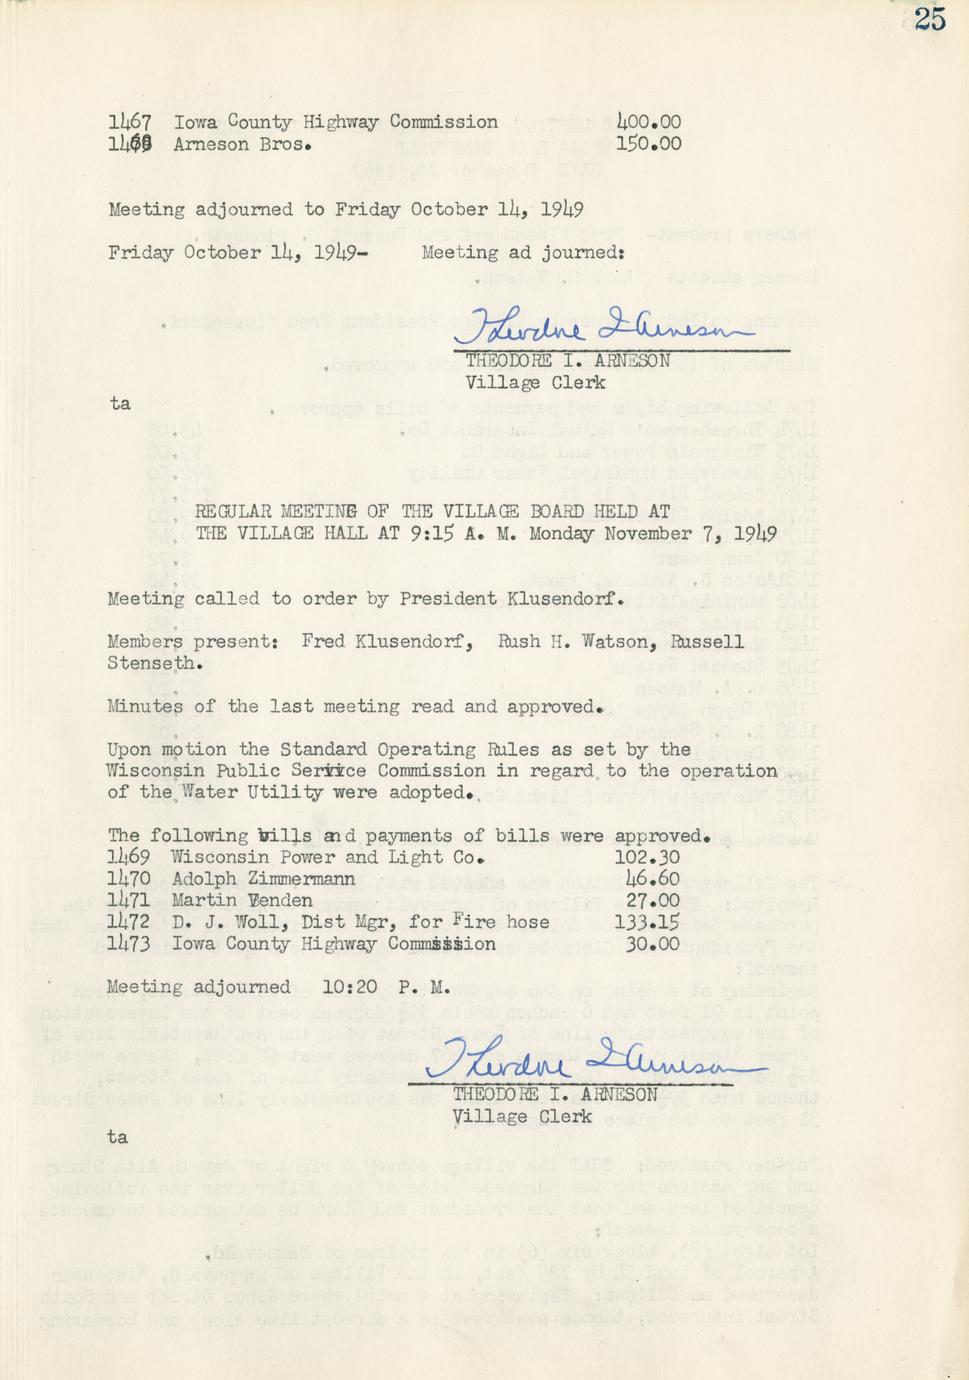 25
1467 Iowa County Highway Commission 400.00
1468 Arneson Bros. 150.00
Meeting adjourned to Friday October 14, 1949
Friday October 14, 1949- Meeting ad journed:
Theodore I. Arneson
THEODORE I. ARNESON
Village Clerk
ta
REGULAR MEETING OF THE VILLAGE BOARD HELD AT
THE VILLAGE HALL AT 9:15 A. M. Monday November 7, 1949
Meeting called to order by President Klusendorf.
Members present: Fred Klusendorf, Rush H. Watson, Russell
Stenseth.
Minutes of the last meeting read and approved.
Upon motion the Standard Operating Rules as set by the
Wisconsin Public Service Commission in regard to the operation
of the Water Utility were adopted.
The following bills and payments of bills were approved.
1469 Wisconsin Power and Light Co. 102.30
1470 Adolph Zimmermann 46.60
1471 Martin Benden 27.00
1472 D. J. Woll, Dist Mgr, for Fire hose 133.15
1473 Iowa County Highway Commission 30.00
Meeting adjourned 10:20 P. M.
Theodore I. Arneson
THEODORE I. ARNESON
Village Clerk
ta